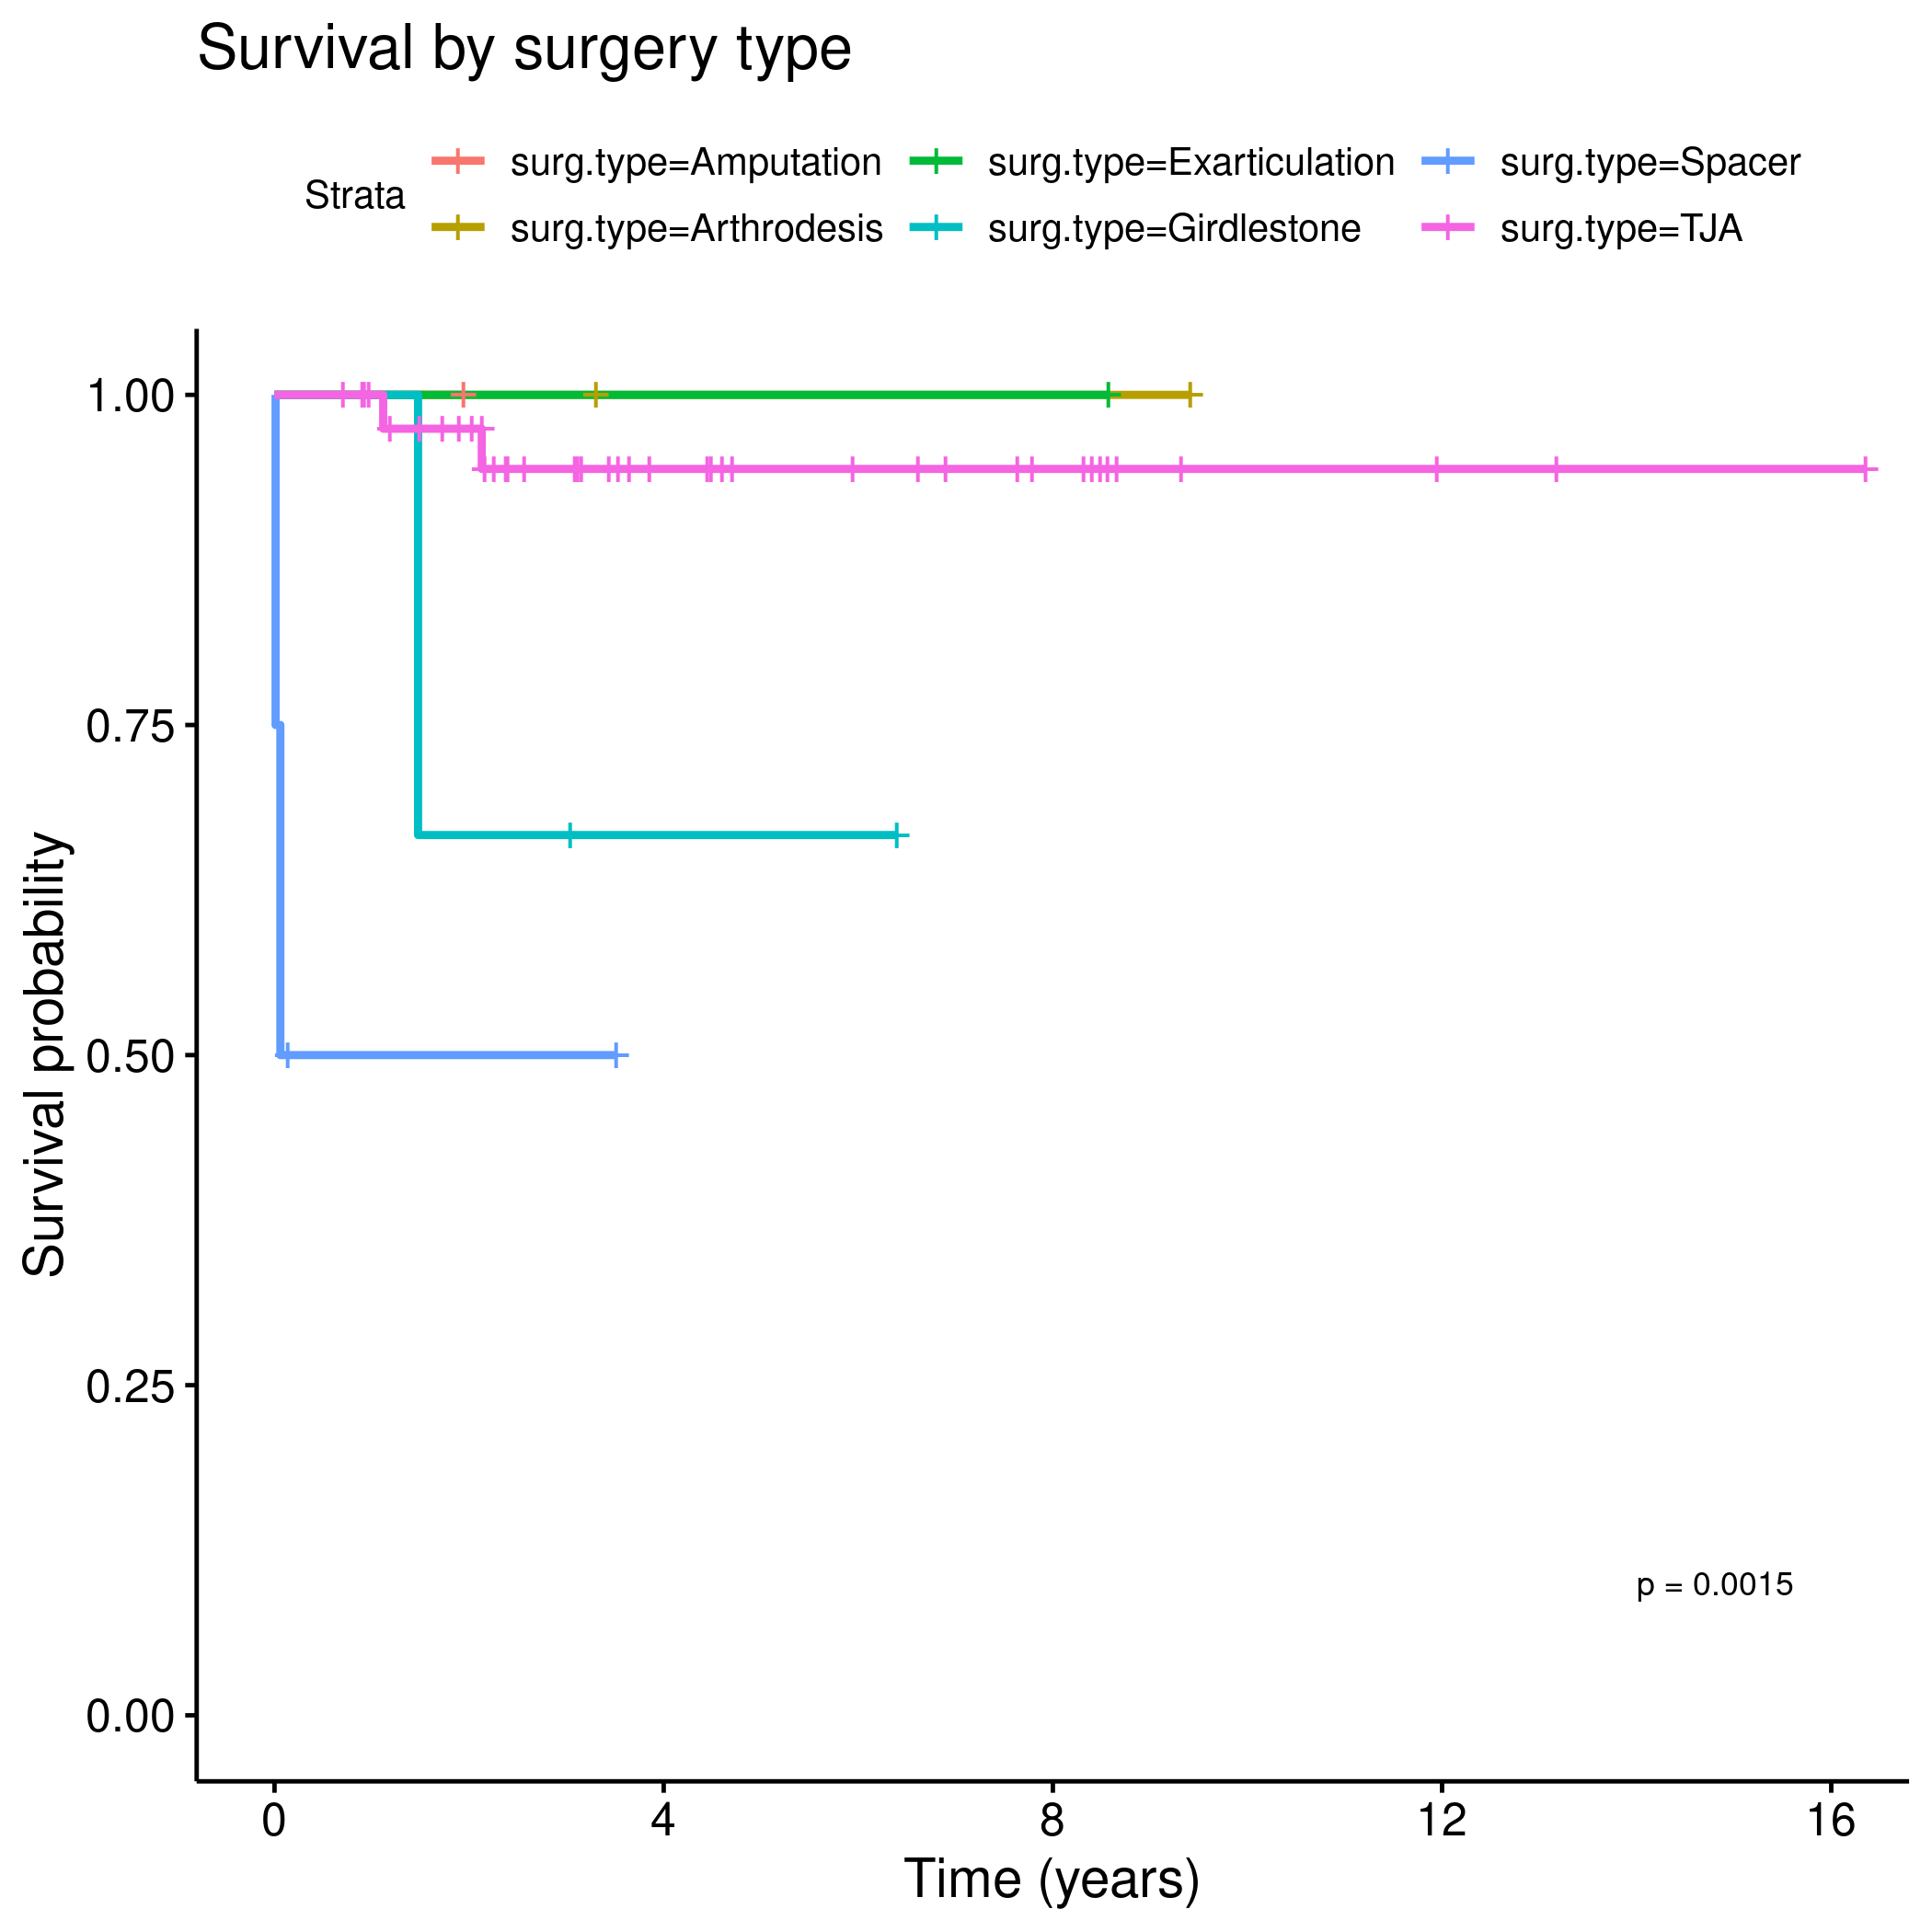 Survival by surgery type
Strata
surg.type=Amputation
surg.type=Exarticulation
surg.type=Spacer
surg.type=Arthrodesis
surg.type=Girdlestone
surg.type=TJA
Survival probability
1.00
0.75
0.50
0.25
0.00
p = 0.0015
0
4
8
12
16
Time (years)